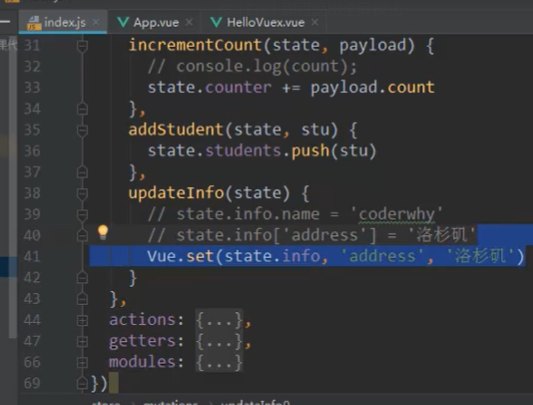 index.js × App.vue × HelloVuex.vue ×
31 incrementCount(state, payload) {
32 // console.log(count);
33 state.counter += payload.count
34 },
35 addStudent(state, stu) {
36 state.students.push(stu)
37 },
38 updateInfo(state) {
39 // state.info.name = 'coderwhy'
40 // state.info['address'] = '洛杉矶'
41 Vue.set(state.info, 'address', '洛杉矶')
42 }
43 },
44 actions: {...},
49 getters: {...},
66 modules: {...}
69 })
store › mutations › updateInfo()